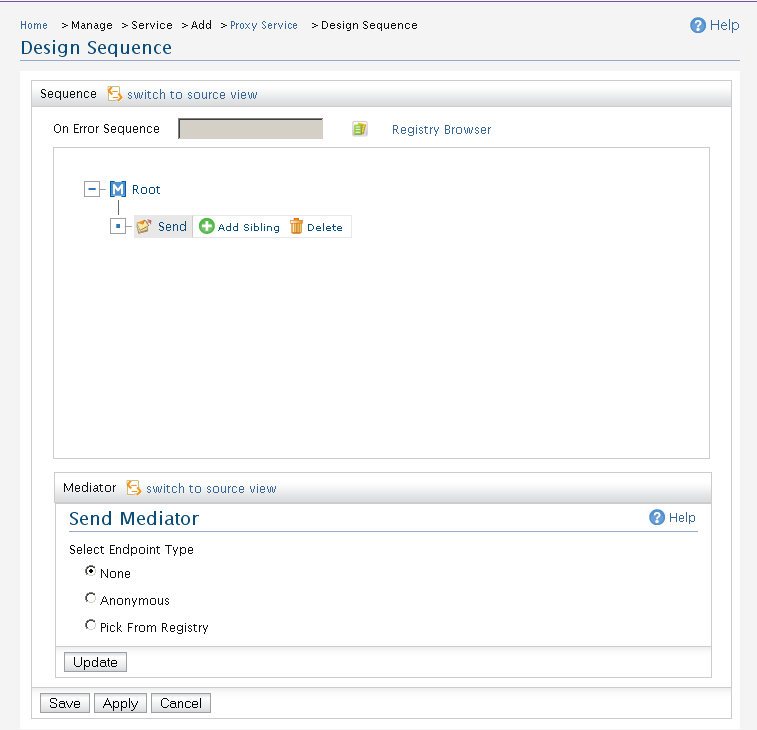 Home > Manage > Service > Add > Proxy Service > Design Sequence
Help
Design Sequence
Sequence switch to source view
On Error Sequence Registry Browser
Root
Send Add Sibling Delete
Mediator switch to source view
Send Mediator
Help
Select Endpoint Type
None
Anonymous
Pick From Registry
Update
Save Apply Cancel